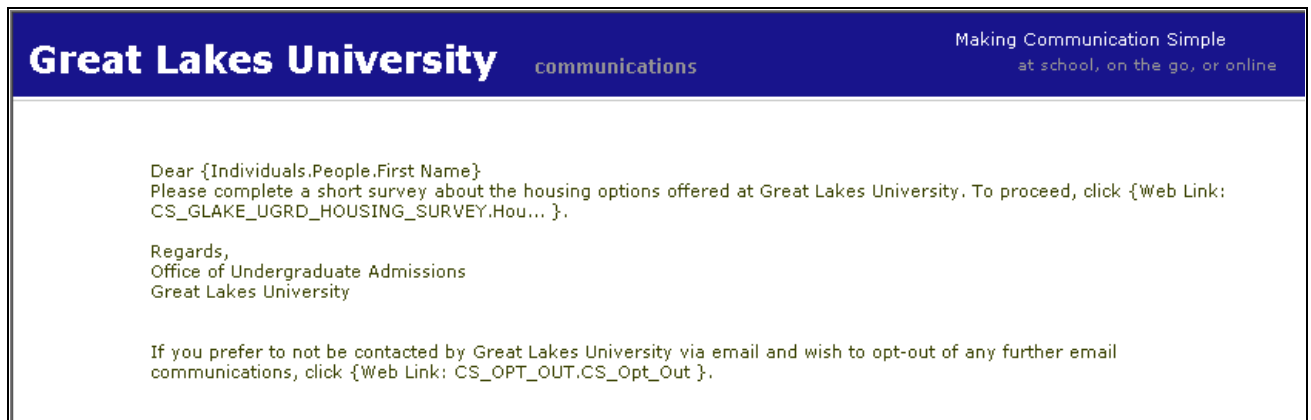 Great Lakes University communications
Making Communication Simple
at school, on the go, or online
Dear {Individuals.People.First Name}
Please complete a short survey about the housing options offered at Great Lakes University. To proceed, click {Web Link:
CS_GLAKE_UGRD_HOUSING_SURVEY.Hou... }.
Regards,
Office of Undergraduate Admissions
Great Lakes University
If you prefer to not be contacted by Great Lakes University via email and wish to opt-out of any further email
communications, click {Web Link: CS_OPT_OUT.CS_Opt_Out }.